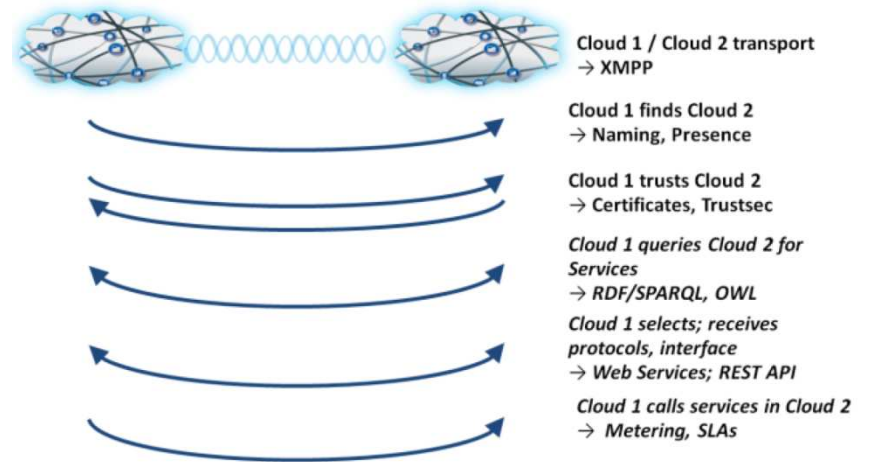 Cloud 1 / Cloud 2 transport
→ XMPP
Cloud 1 finds Cloud 2
→ Naming, Presence
Cloud 1 trusts Cloud 2
→ Certificates, Trustsec
Cloud 1 queries Cloud 2 for
Services
→ RDF/SPARQL, OWL
Cloud 1 selects; receives
protocols, interface
→ Web Services; REST API
Cloud 1 calls services in Cloud 2
→ Metering, SLAs